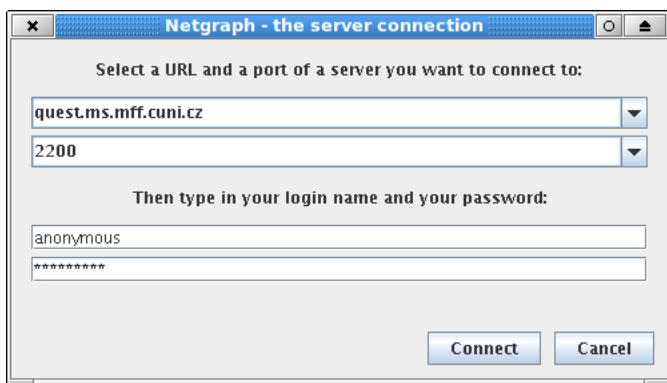 Netgraph - the server connection
Select a URL and a port of a server you want to connect to:
quest.ms.mff.cuni.cz
2200
Then type in your login name and your password:
anonymous
*********
Connect Cancel